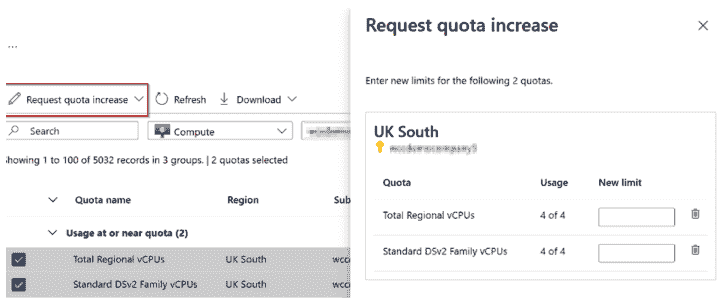 ...
Request quota increase
Refresh
Download
Search
Compute
Showing 1 to 100 of 5032 records in 3 groups. | 2 quotas selected
Quota name Region Sub
Usage at or near quota (2)
Total Regional vCPUs UK South
Standard DSv2 Family vCPUs UK South
Request quota increase
Enter new limits for the following 2 quotas.
UK South
Quota Usage New limit
Total Regional vCPUs 4 of 4
Standard DSv2 Family vCPUs 4 of 4